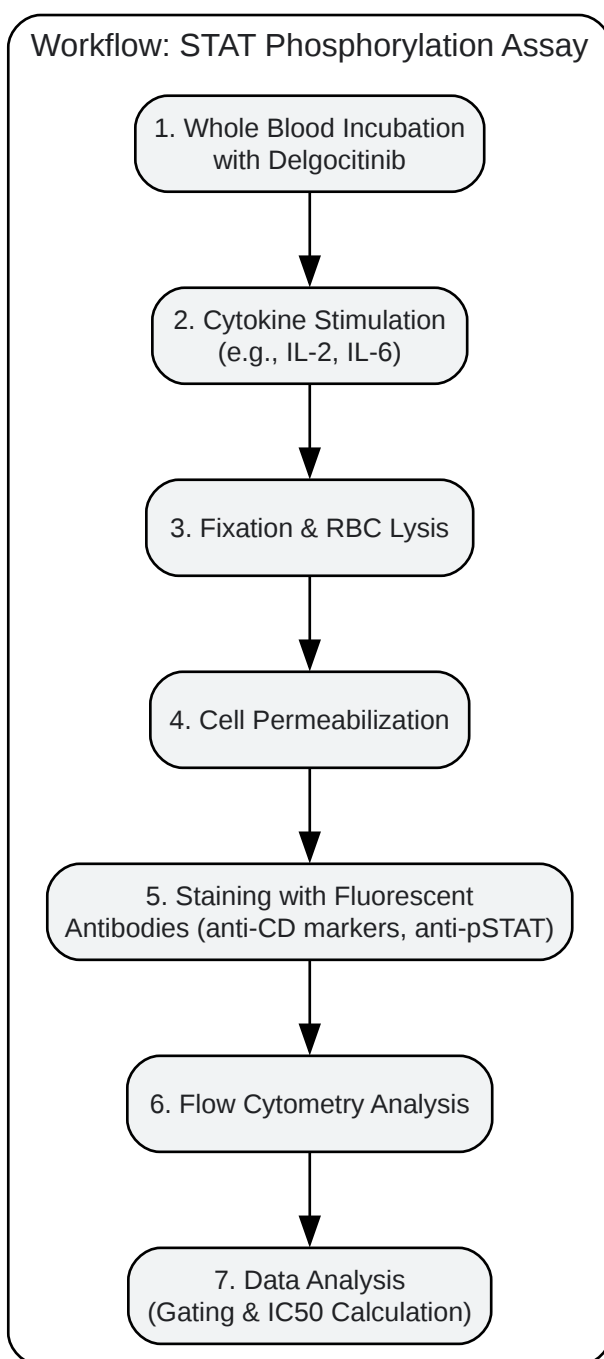 Workflow: STAT Phosphorylation Assay
1. Whole Blood Incubation
with Delgocitinib
2. Cytokine Stimulation
(e.g., IL-2, IL-6)
3. Fixation & RBC Lysis
4. Cell Permeabilization
5. Staining with Fluorescent
Antibodies (anti-CD markers, anti-pSTAT)
6. Flow Cytometry Analysis
7. Data Analysis
(Gating & IC50 Calculation)